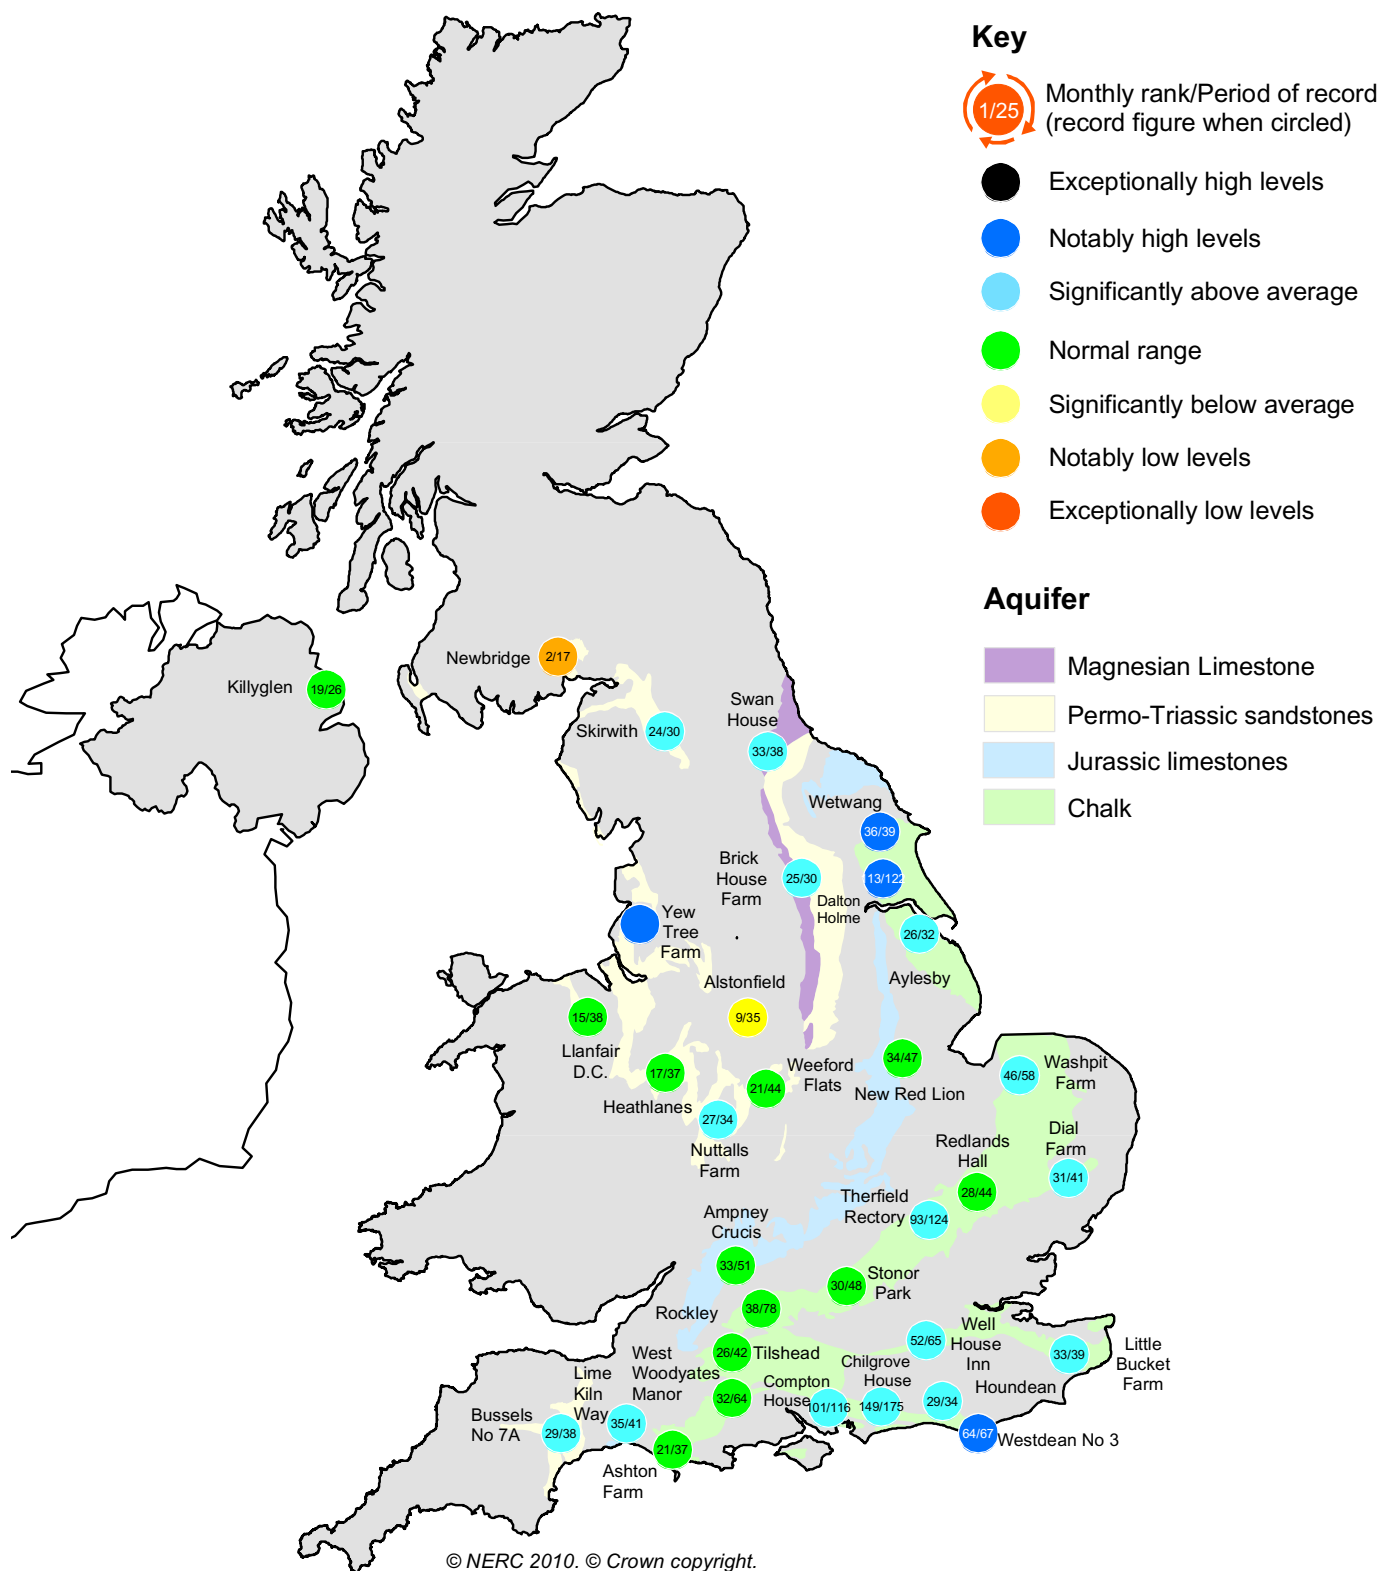 Key
1/25
Monthly rank/Period of record
(record figure when circled)
Exceptionally high levels
Notably high levels
Significantly above average
Normal range
Significantly below average
Notably low levels
Exceptionally low levels
Aquifer
Magnesian Limestone
Permo-Triassic sandstones
Jurassic limestones
Chalk
Newbridge
2/17
Killyglen
19/26
Skirwith
24/30
Swan
House
33/38
Wetwang
36/39
Brick
House
Farm
25/30
113/122
Dalton
Holme
Yew
Tree
Farm
26/32
Aylesby
Alstonfield
9/35
15/38
Llanfair
D.C.
17/37
Heathlanes
21/44
Weeford
Flats
34/47
New Red Lion
46/58
Washpit
Farm
27/34
Nuttalls
Farm
Redlands
Hall
28/44
Dial
Farm
31/41
Therfield
Rectory
93/124
Ampney
Crucis
33/51
Stonor
Park
30/48
Rockley
38/78
Well
House
Inn
52/65
Little
Bucket
Farm
33/39
26/42
Tilshead
West
Woodyates
Manor
32/64
Compton
House
101/116
Chilgrove
House
149/175
Houndean
29/34
Lime
Kiln
Way
35/41
Bussels
No 7A
29/38
64/67
Westdean No 3
21/37
Ashton
Farm
© NERC 2010. © Crown copyright.